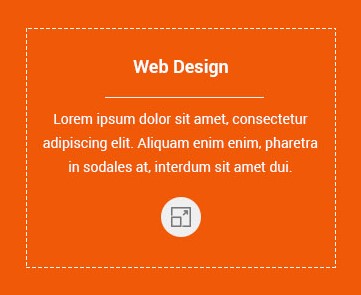 Web Design
Lorem ipsum dolor sit amet, consectetur
adipiscing elit. Aliquam enim enim, pharetra
in sodales at, interdum sit amet dui.